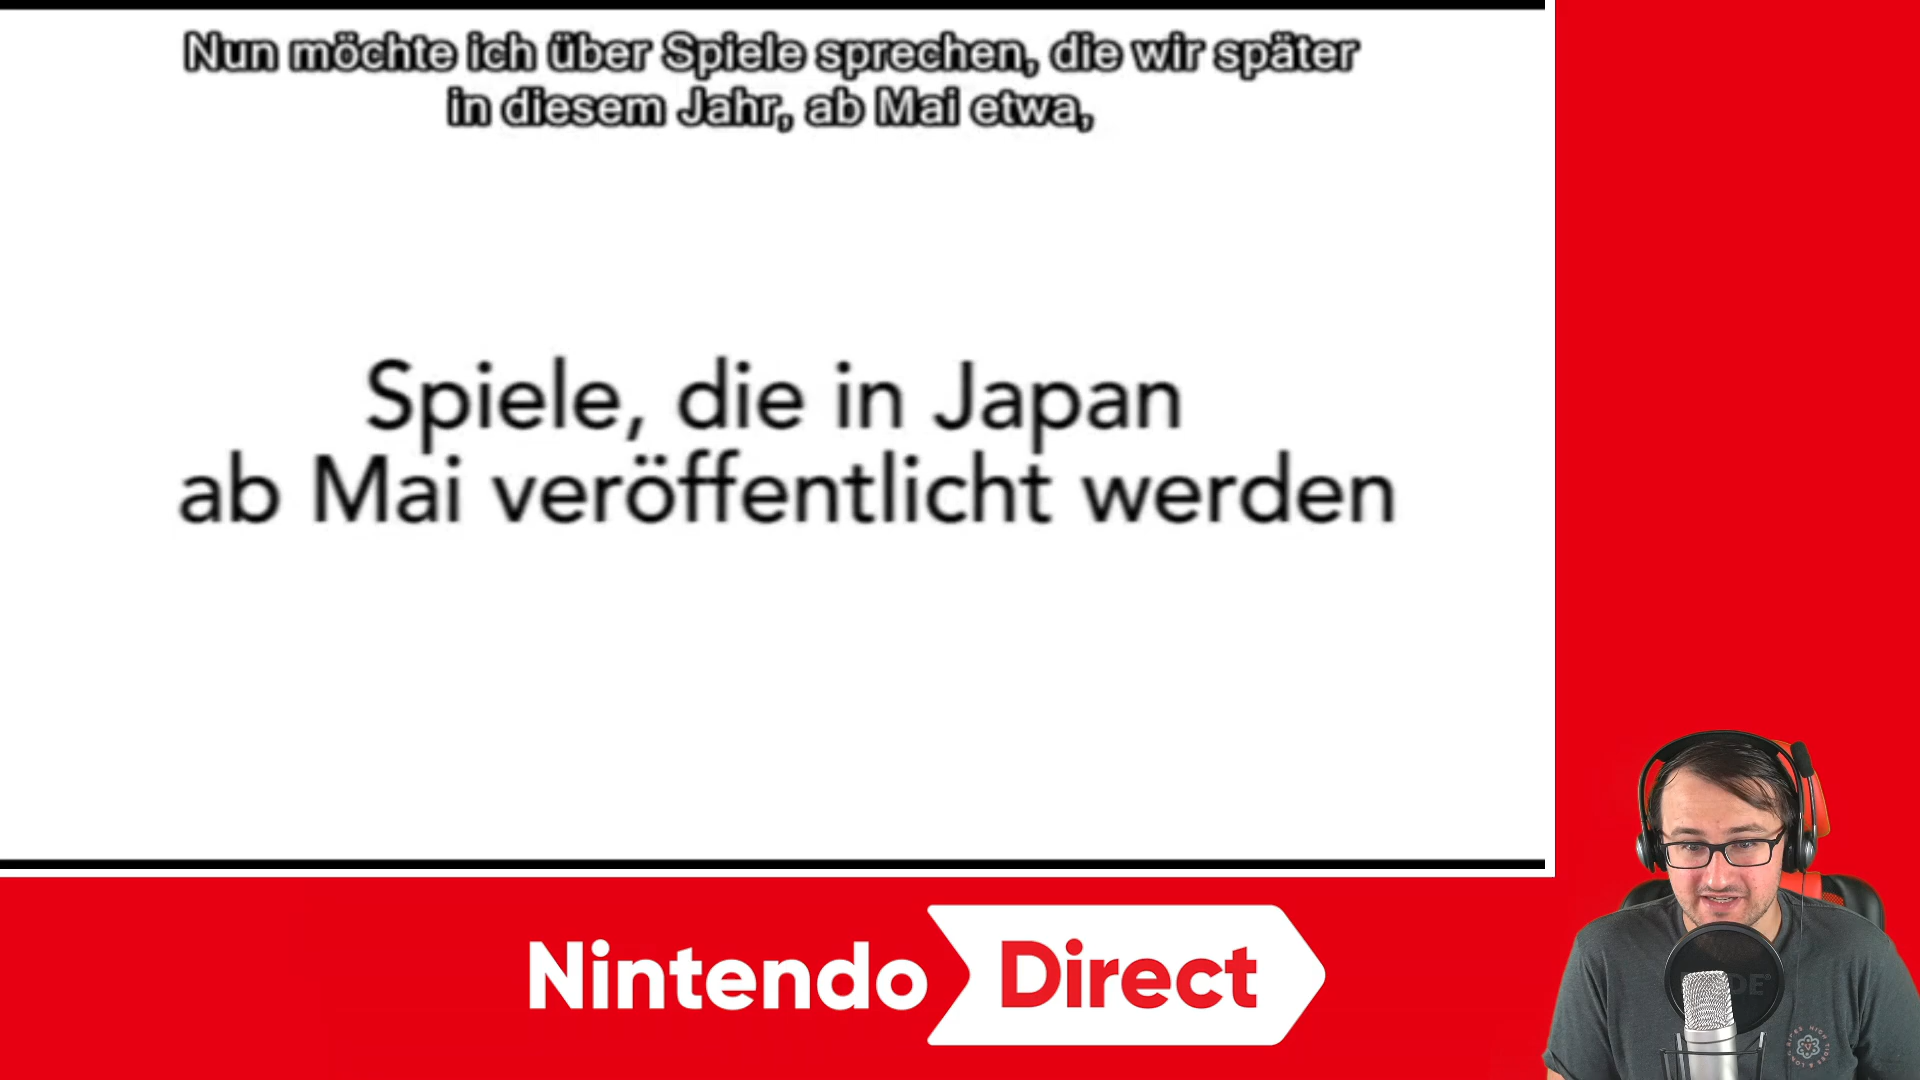 Nun möchte ich über Spiele sprechen, die wir später
in diesem Jahr, ab Mai etwa,
Spiele, die in Japan
ab Mai veröffentlicht werden
Nintendo Direct